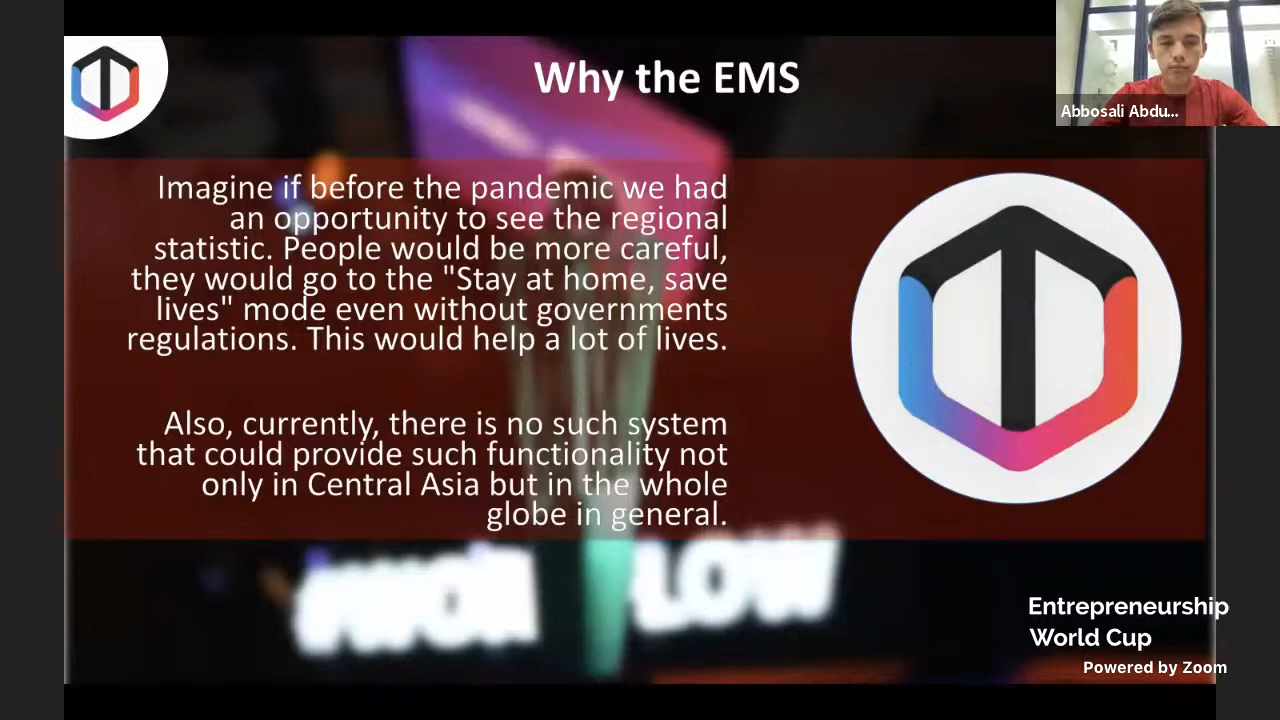 Why the EMS
Abbosali Abdu...
Imagine if before the pandemic we had
an opportunity to see the regional
statistic. People would be more careful,
they would go to the "Stay at home, save
lives" mode even without governments
regulations. This would help a lot of lives.
Also, currently, there is no such system
that could provide such functionality not
only in Central Asia but in the whole
globe in general.
Entrepreneurship
World Cup
Powered by Zoom